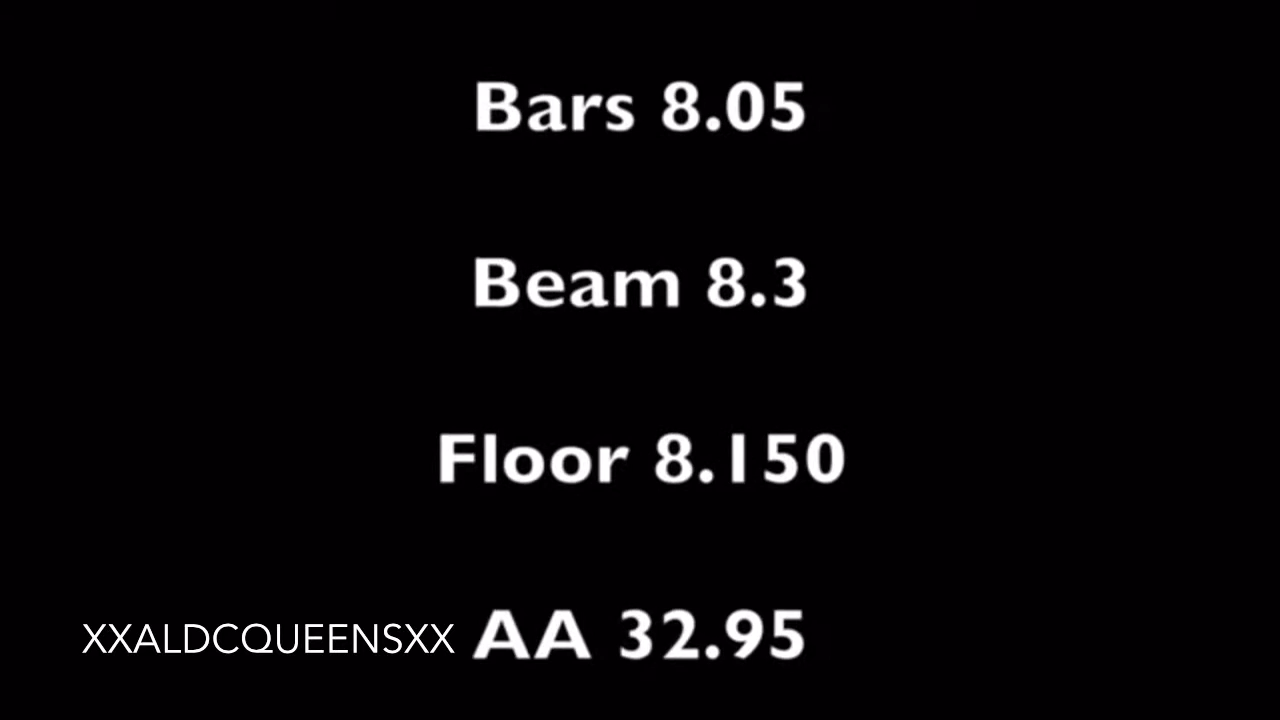 Bars 8.05
Beam 8.3
Floor 8.150
XXALDCQUEENSXX AA 32.95